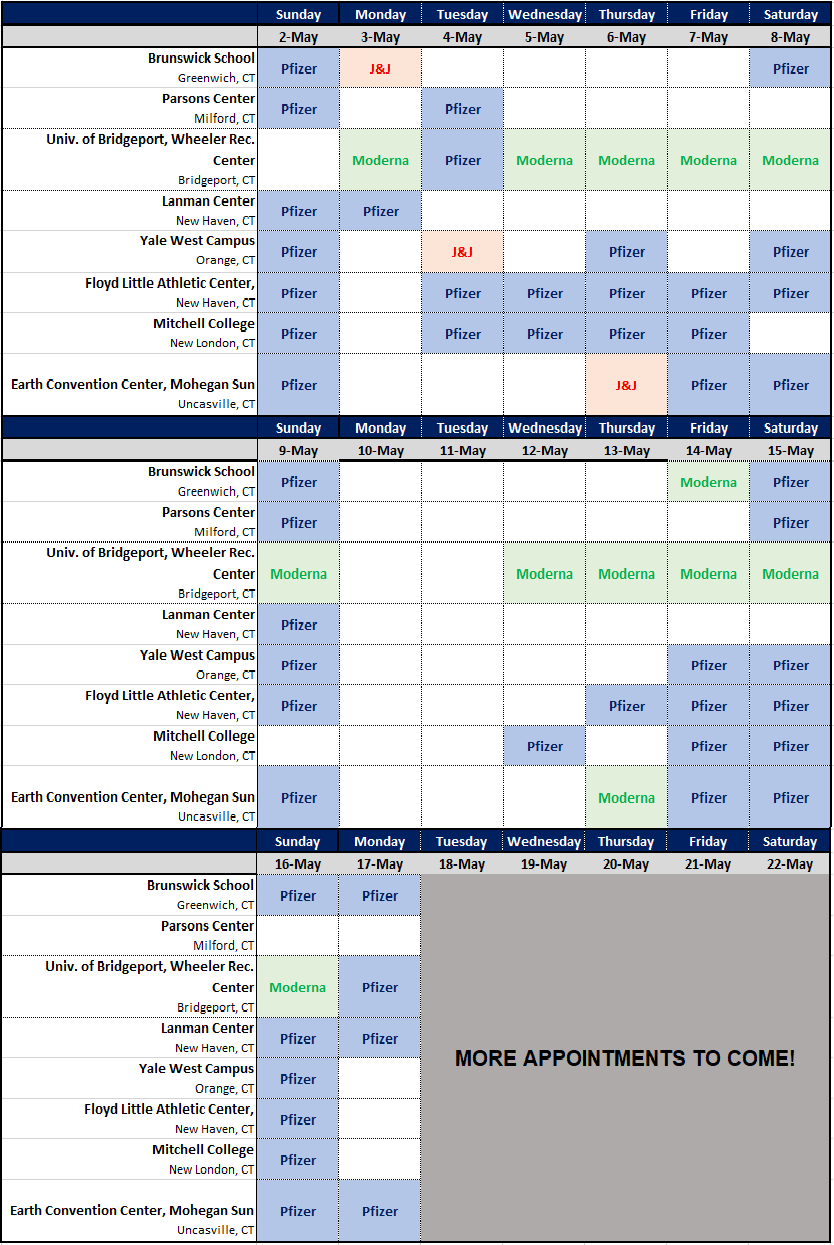 Sunday Monday Tuesday Wednesday Thursday Friday Saturday
2-May 3-May 4-May 5-May 6-May 7-May 8-May
Brunswick School
Greenwich, CT
Pfizer J&J Pfizer
Parsons Center
Milford, CT
Pfizer Pfizer
Univ. of Bridgeport, Wheeler Rec.
Center
Bridgeport, CT
Moderna Pfizer Moderna Moderna Moderna Moderna
Lanman Center
New Haven, CT
Pfizer Pfizer
Yale West Campus
Orange, CT
Pfizer J&J Pfizer Pfizer
Floyd Little Athletic Center,
New Haven, CT
Pfizer Pfizer Pfizer Pfizer Pfizer Pfizer
Mitchell College
New London, CT
Pfizer Pfizer Pfizer Pfizer Pfizer
Earth Convention Center, Mohegan Sun
Uncasville, CT
Pfizer J&J Pfizer Pfizer
Sunday Monday Tuesday Wednesday Thursday Friday Saturday
9-May 10-May 11-May 12-May 13-May 14-May 15-May
Brunswick School
Greenwich, CT
Pfizer Moderna Pfizer
Parsons Center
Milford, CT
Pfizer Pfizer
Univ. of Bridgeport, Wheeler Rec.
Center
Bridgeport, CT
Moderna Moderna Moderna Moderna Moderna
Lanman Center
New Haven, CT
Pfizer
Yale West Campus
Orange, CT
Pfizer Pfizer Pfizer
Floyd Little Athletic Center,
New Haven, CT
Pfizer Pfizer Pfizer Pfizer
Mitchell College
New London, CT
Pfizer Pfizer Pfizer
Earth Convention Center, Mohegan Sun
Uncasville, CT
Pfizer Moderna Pfizer Pfizer
Sunday Monday Tuesday Wednesday Thursday Friday Saturday
16-May 17-May 18-May 19-May 20-May 21-May 22-May
Brunswick School
Greenwich, CT
Pfizer Pfizer
Parsons Center
Milford, CT
Univ. of Bridgeport, Wheeler Rec.
Center
Bridgeport, CT
Moderna Pfizer
Lanman Center
New Haven, CT
Pfizer Pfizer
MORE APPOINTMENTS TO COME!
Yale West Campus
Orange, CT
Pfizer
Floyd Little Athletic Center,
New Haven, CT
Pfizer
Mitchell College
New London, CT
Pfizer
Earth Convention Center, Mohegan Sun
Uncasville, CT
Pfizer Pfizer